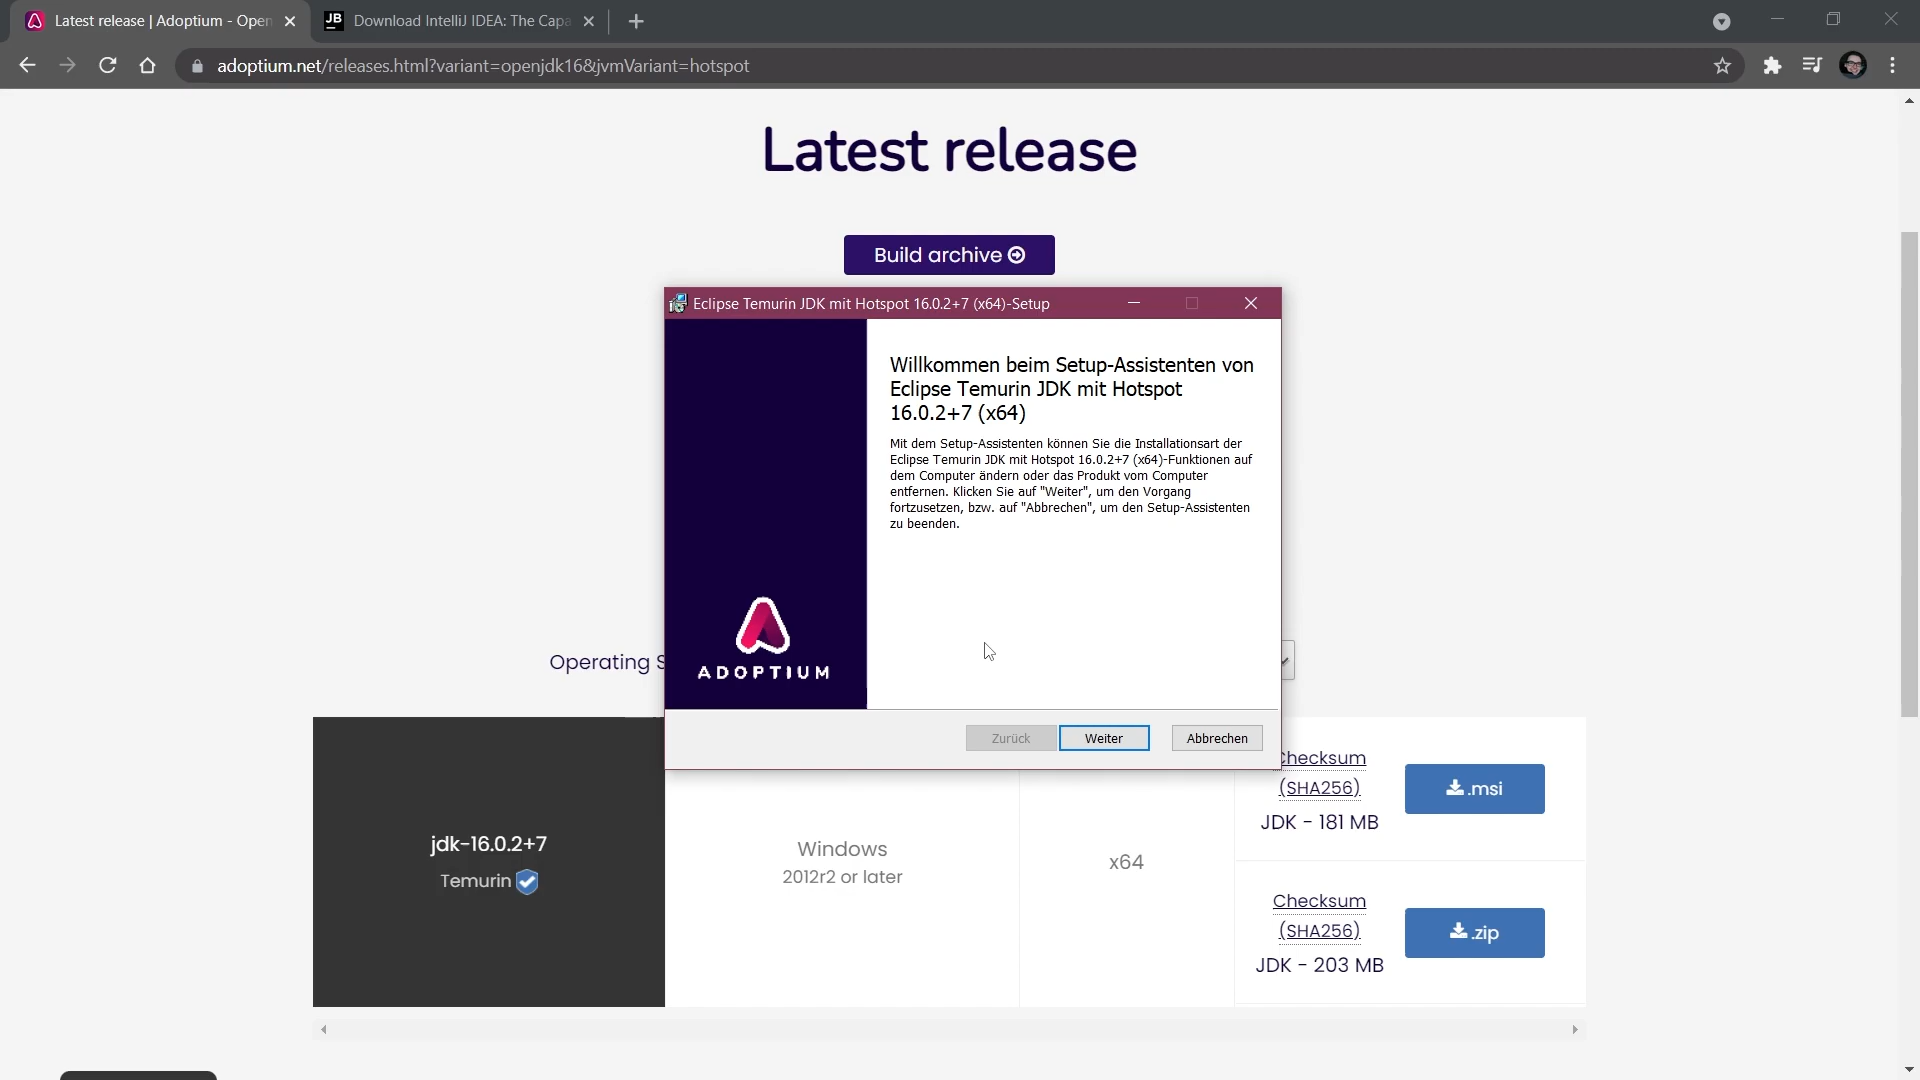 Latest release | Adoptium - Open
Download IntelliJ IDEA: The Capa
adoptium.net/releases.html?variant=openjdk16&jvmVariant=hotspot
Latest release
Build archive
Eclipse Temurin JDK mit Hotspot 16.0.2+7 (x64)-Setup
Willkommen beim Setup-Assistenten von
Eclipse Temurin JDK mit Hotspot
16.0.2+7 (x64)
Mit dem Setup-Assistenten können Sie die Installationsart der
Eclipse Temurin JDK mit Hotspot 16.0.2+7 (x64)-Funktionen auf
dem Computer ändern oder das Produkt vom Computer
entfernen. Klicken Sie auf "Weiter", um den Vorgang
fortzusetzen, bzw. auf "Abbrechen", um den Setup-Assistenten
zu beenden.
ADOPTIUM
Operating S
Zurück
Weiter
Abbrechen
jdk-16.0.2+7
Temurin
Windows
2012r2 or later
x64
Checksum
(SHA256)
JDK - 181 MB
.msi
Checksum
(SHA256)
JDK - 203 MB
.zip